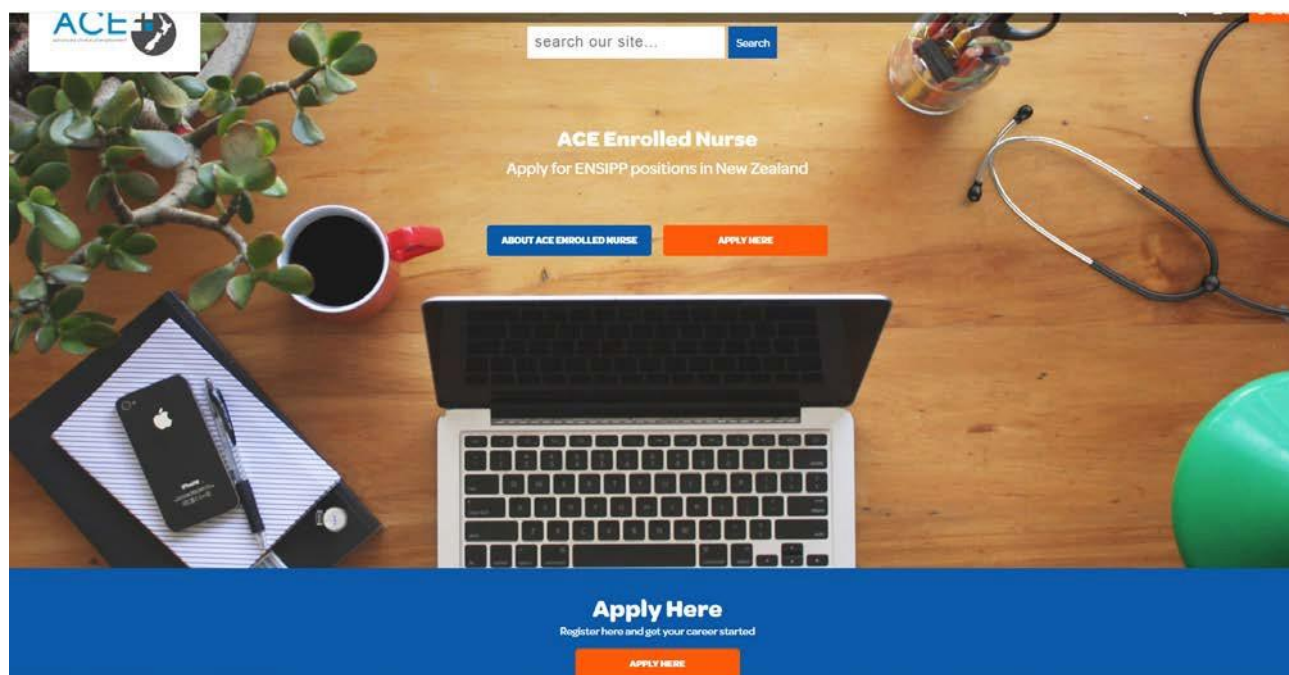 ACE
search our site...
Search
ACE Enrolled Nurse
Apply for ENSIPP positions in New Zealand
ABOUT ACE ENROLLED NURSE
APPLY HERE
iPhone
Apply Here
Register here and get your career started
APPLY HERE